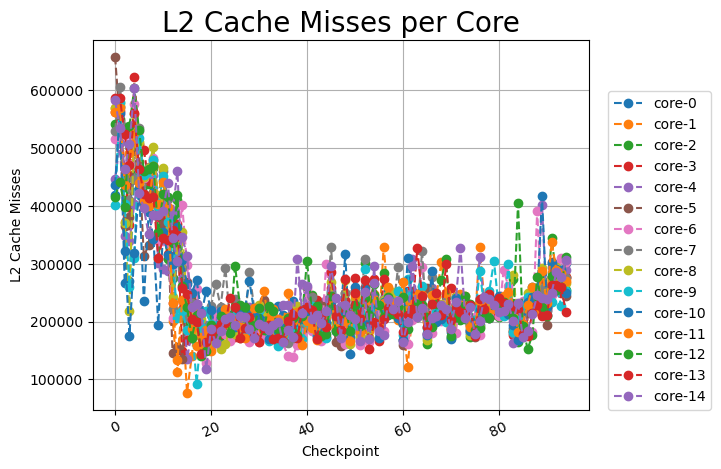 L2 Cache Misses per Core
L2 Cache Misses
600000
500000
400000
300000
200000
100000
0
20
40
60
80
Checkpoint
core-0
core-1
core-2
core-3
core-4
core-5
core-6
core-7
core-8
core-9
core-10
core-11
core-12
core-13
core-14